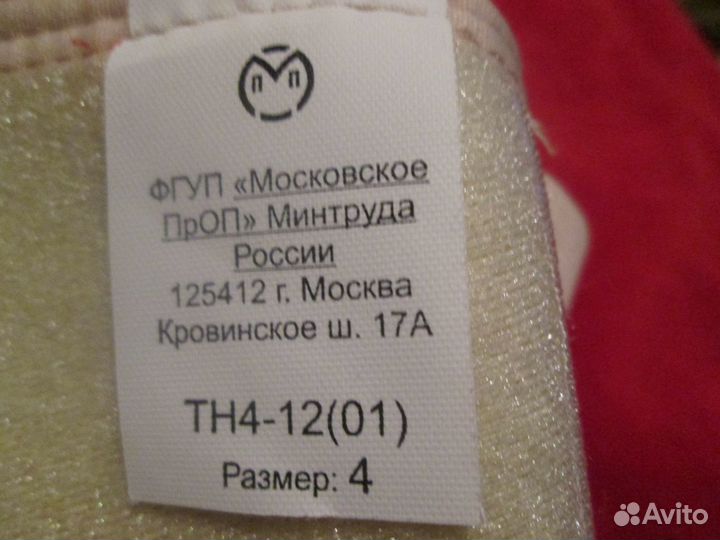 П П
ФГУП «Московское
ПрОП» Минтруда
России
125412 г. Москва
Кровинское ш. 17А
ТН4-12(01)
Размер: 4
Avito